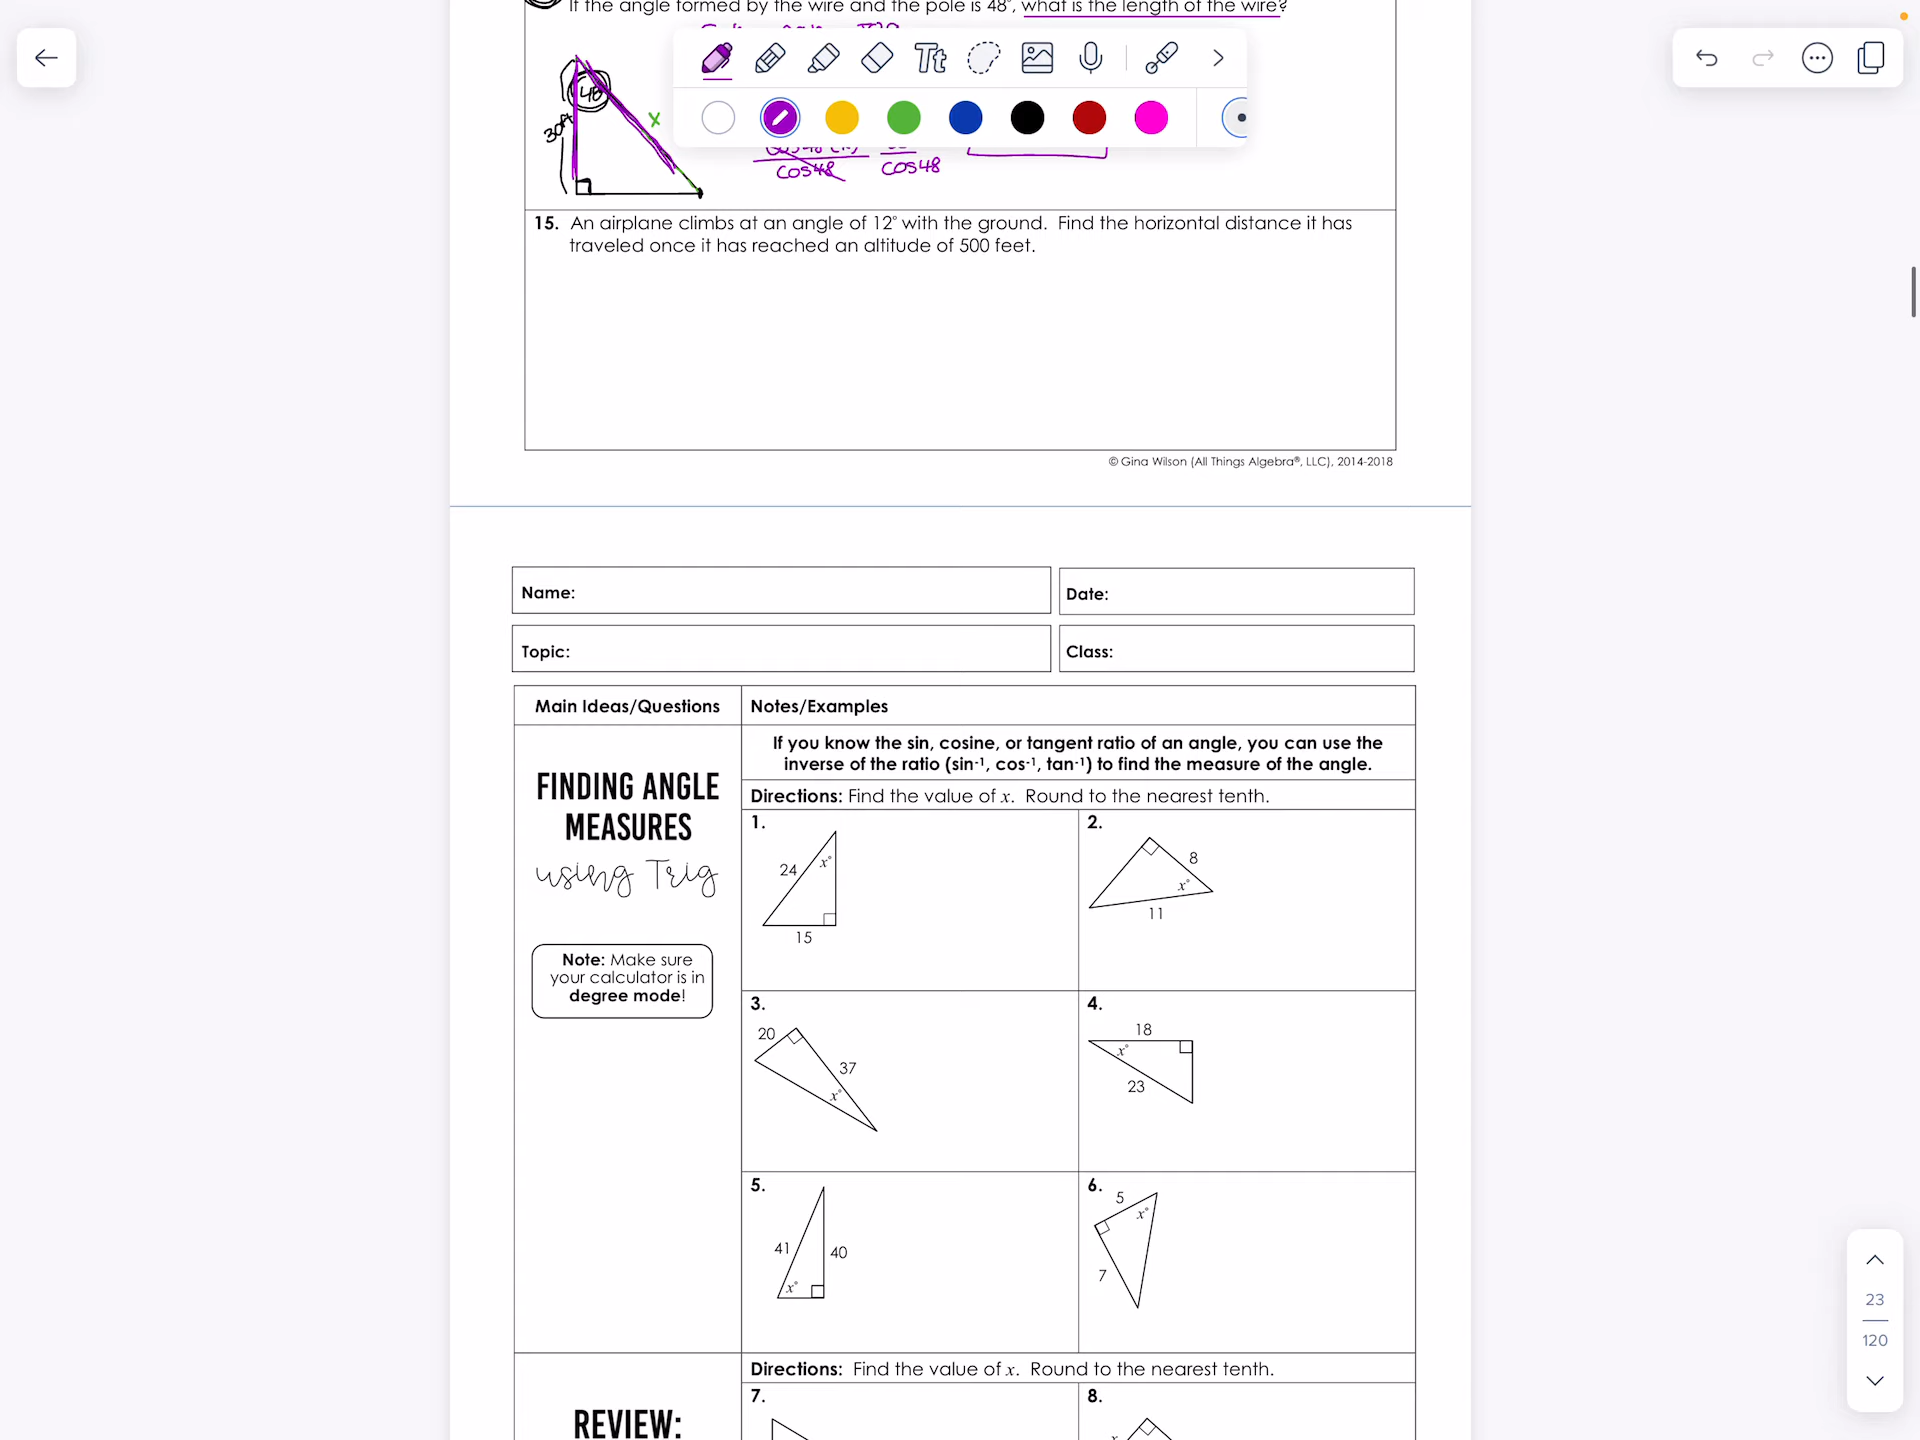 If the angle formed by the wire and the pole is 48°, what is the length of the wire?
48
30ft
x
Cos48
Cos48
15. An airplane climbs at an angle of 12° with the ground. Find the horizontal distance it has
traveled once it has reached an altitude of 500 feet.
© Gina Wilson (All Things Algebra®, LLC), 2014-2018
Name:
Date:
Topic:
Class:
Main Ideas/Questions
Notes/Examples
FINDING ANGLE
MEASURES
using Trig
Note: Make sure
your calculator is in
degree mode!
If you know the sin, cosine, or tangent ratio of an angle, you can use the
inverse of the ratio (sin⁻¹, cos⁻¹, tan⁻¹) to find the measure of the angle.
Directions: Find the value of x. Round to the nearest tenth.
1.
24
x°
15
2.
8
x°
11
3.
20
37
x°
4.
18
x°
23
5.
41
40
x°
6.
5
x°
7
Directions: Find the value of x. Round to the nearest tenth.
REVIEW:
7.
8.
Tt
23
120